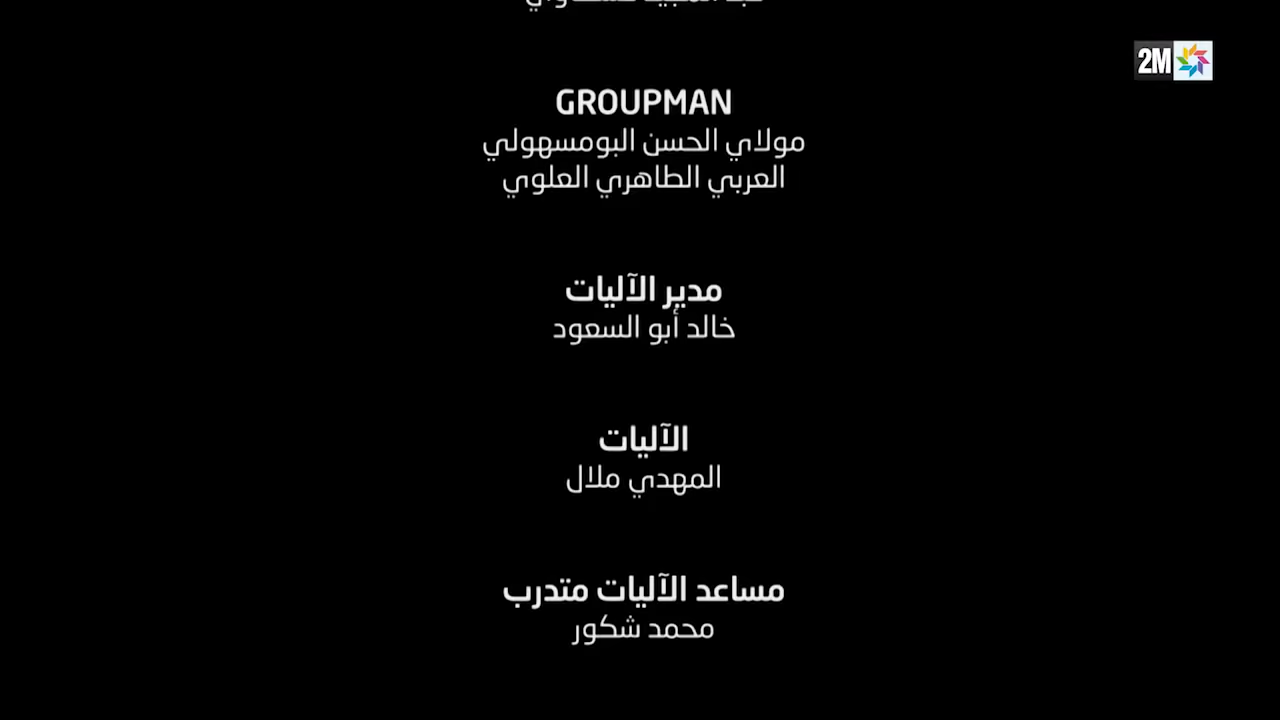 2M
GROUPMAN
مولاي الحسن البومسهولي
العربي الطاهري العلوي
مدير الآليات
خالد أبو السعود
الآليات
المهدي ملال
مساعد الآليات متدرب
محمد شكور